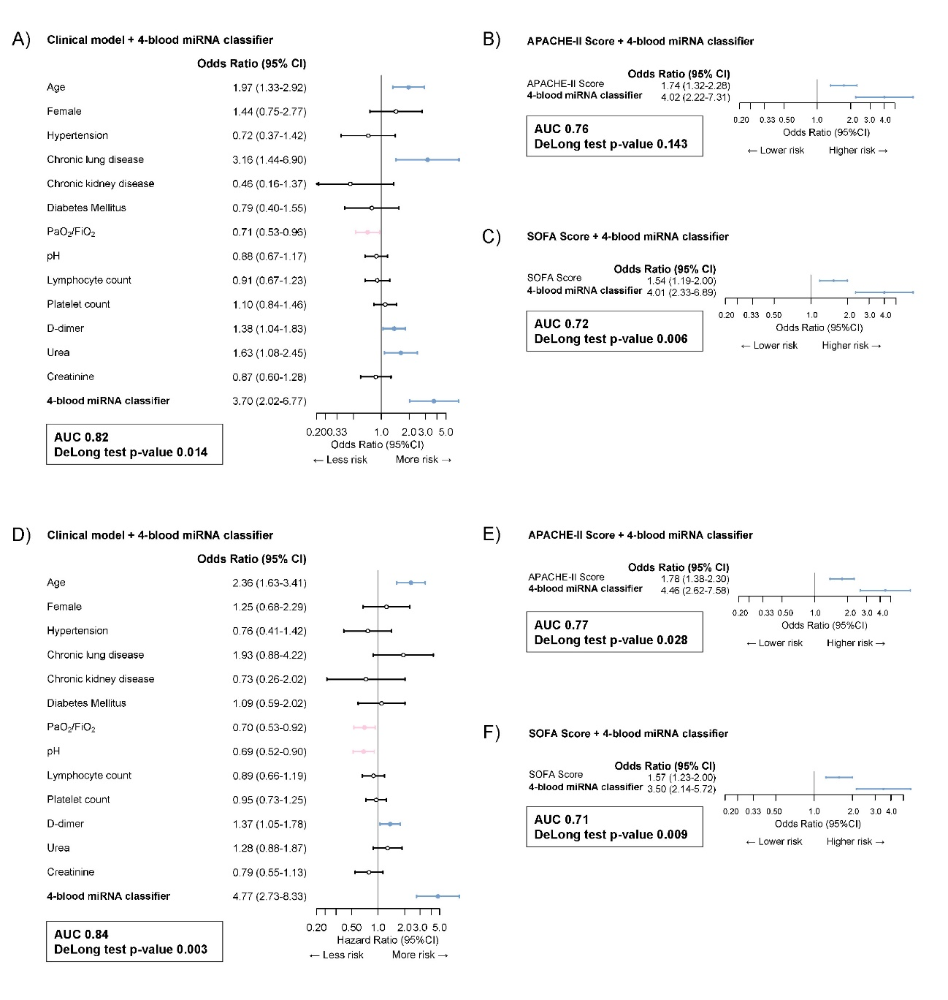 A) Clinical model + 4-blood miRNA classifier
Odds Ratio (95% CI)
Age 1.97 (1.33-2.92)
Female 1.44 (0.75-2.77)
Hypertension 0.72 (0.37-1.42)
Chronic lung disease 3.16 (1.44-6.90)
Chronic kidney disease 0.46 (0.16-1.37)
Diabetes Mellitus 0.79 (0.40-1.55)
PaO₂/FiO₂ 0.71 (0.53-0.96)
pH 0.88 (0.67-1.17)
Lymphocyte count 0.91 (0.67-1.23)
Platelet count 1.10 (0.84-1.46)
D-dimer 1.38 (1.04-1.83)
Urea 1.63 (1.08-2.45)
Creatinine 0.87 (0.60-1.28)
4-blood miRNA classifier 3.70 (2.02-6.77)
0.20 0.33 1.0 2.0 3.0 5.0
Odds Ratio (95%CI)
← Less risk More risk →
AUC 0.82
DeLong test p-value 0.014
B) APACHE-II Score + 4-blood miRNA classifier
Odds Ratio (95% CI)
APACHE-II Score 1.74 (1.32-2.28)
4-blood miRNA classifier 4.02 (2.22-7.31)
0.20 0.33 0.50 1.0 2.0 3.0 4.0
Odds Ratio (95%CI)
← Lower risk Higher risk →
AUC 0.76
DeLong test p-value 0.143
C) SOFA Score + 4-blood miRNA classifier
Odds Ratio (95% CI)
SOFA Score 1.54 (1.19-2.00)
4-blood miRNA classifier 4.01 (2.33-6.89)
0.20 0.33 0.50 1.0 2.0 3.0 4.0
Odds Ratio (95%CI)
← Lower risk Higher risk →
AUC 0.72
DeLong test p-value 0.006
D) Clinical model + 4-blood miRNA classifier
Odds Ratio (95% CI)
Age 2.36 (1.63-3.41)
Female 1.25 (0.68-2.29)
Hypertension 0.76 (0.41-1.42)
Chronic lung disease 1.93 (0.88-4.22)
Chronic kidney disease 0.73 (0.26-2.02)
Diabetes Mellitus 1.09 (0.59-2.02)
PaO₂/FiO₂ 0.70 (0.53-0.92)
pH 0.69 (0.52-0.90)
Lymphocyte count 0.89 (0.66-1.19)
Platelet count 0.95 (0.73-1.25)
D-dimer 1.37 (1.05-1.78)
Urea 1.28 (0.88-1.87)
Creatinine 0.79 (0.55-1.13)
4-blood miRNA classifier 4.77 (2.73-8.33)
0.20 0.50 1.0 2.0 3.0 5.0
Hazard Ratio (95%CI)
← Less risk More risk →
AUC 0.84
DeLong test p-value 0.003
E) APACHE-II Score + 4-blood miRNA classifier
Odds Ratio (95% CI)
APACHE-II Score 1.78 (1.38-2.30)
4-blood miRNA classifier 4.46 (2.62-7.58)
0.20 0.33 0.50 1.0 2.0 3.0 4.0
Odds Ratio (95%CI)
← Lower risk Higher risk →
AUC 0.77
DeLong test p-value 0.028
F) SOFA Score + 4-blood miRNA classifier
Odds Ratio (95% CI)
SOFA Score 1.57 (1.23-2.00)
4-blood miRNA classifier 3.50 (2.14-5.72)
0.20 0.33 0.50 1.0 2.0 3.0 4.0
Odds Ratio (95%CI)
← Lower risk Higher risk →
AUC 0.71
DeLong test p-value 0.009